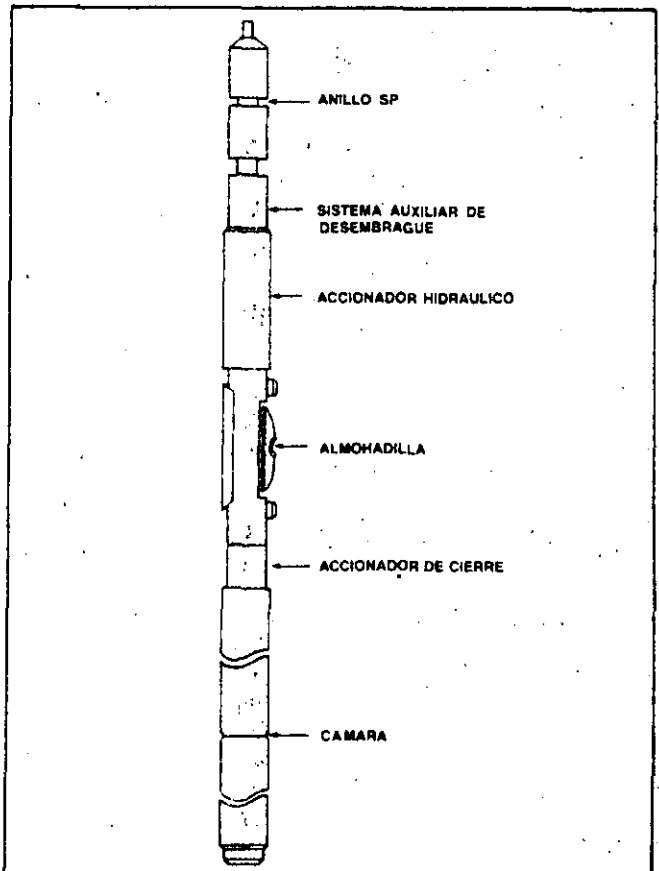 ANILLO SP
SISTEMA AUXILIAR DE
DESEMBRAGUE
ACCIONADOR HIDRAULICO
ALMOHADILLA
ACCIONADOR DE CIERRE
CAMARA